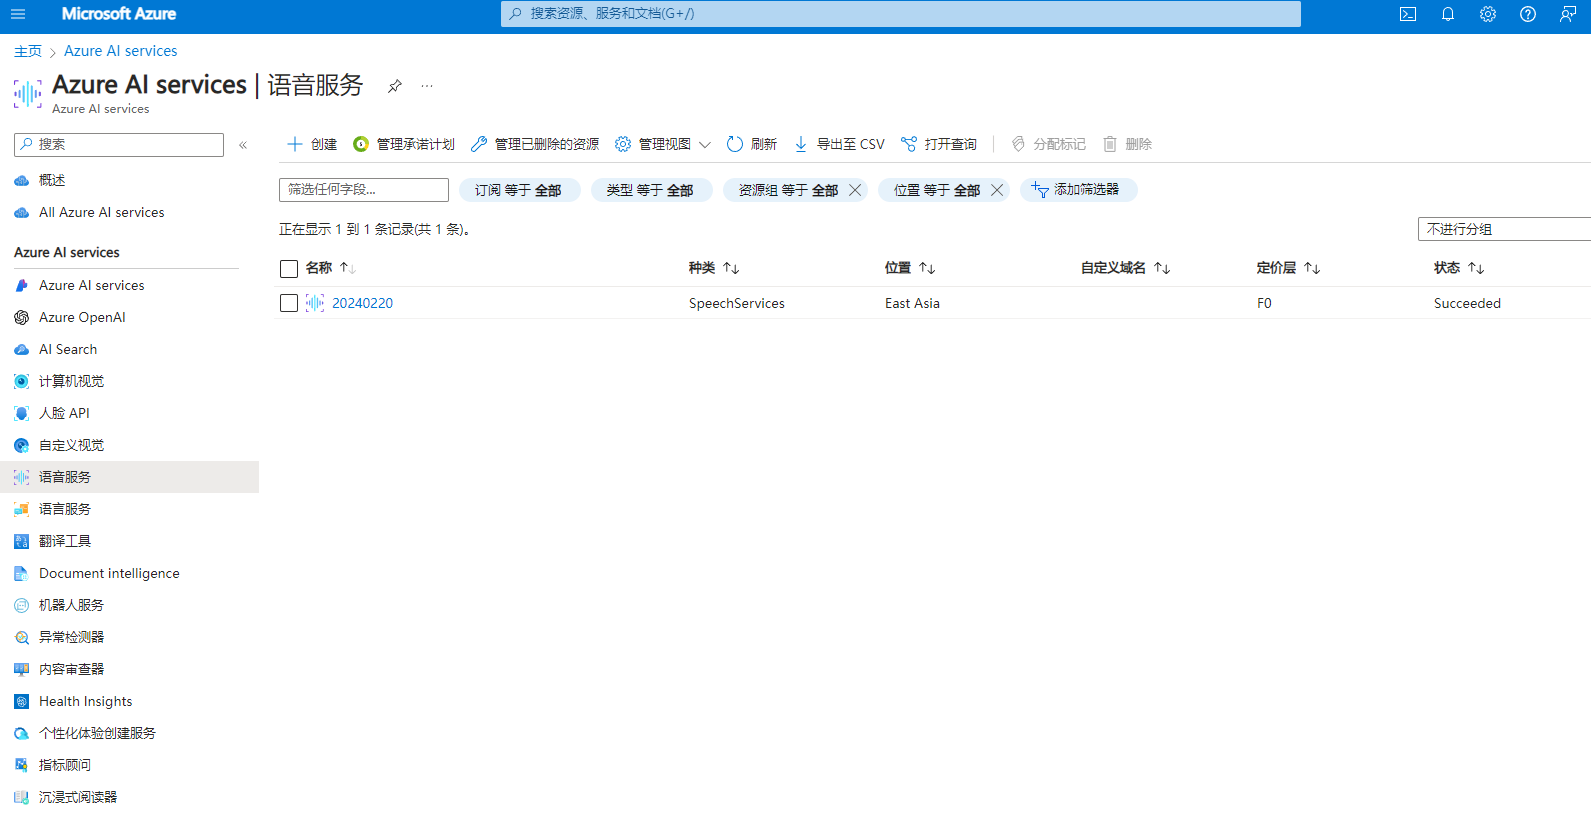 Microsoft Azure
搜索资源、服务和文档(G+/)
主页 > Azure AI services
Azure AI services | 语音服务 ...
Azure AI services
搜索 «
概述
All Azure AI services
Azure AI services
Azure AI services
Azure OpenAI
AI Search
计算机视觉
人脸 API
自定义视觉
语音服务
语言服务
翻译工具
Document intelligence
机器人服务
异常检测器
内容审查器
Health Insights
个性化体验创建服务
指标顾问
沉浸式阅读器
创建 管理承诺计划 管理已删除的资源 管理视图 刷新 导出至 CSV 打开查询 分配标记 删除
筛选任何字段... 订阅 等于 全部 类型 等于 全部 资源组 等于 全部 位置 等于 全部 添加筛选器
正在显示 1 到 1 条记录(共 1 条)。
不进行分组
名称 ↑↓ 种类 ↑↓ 位置 ↑↓ 自定义域名 ↑↓ 定价层 ↑↓ 状态 ↑↓
20240220 SpeechServices East Asia F0 Succeeded